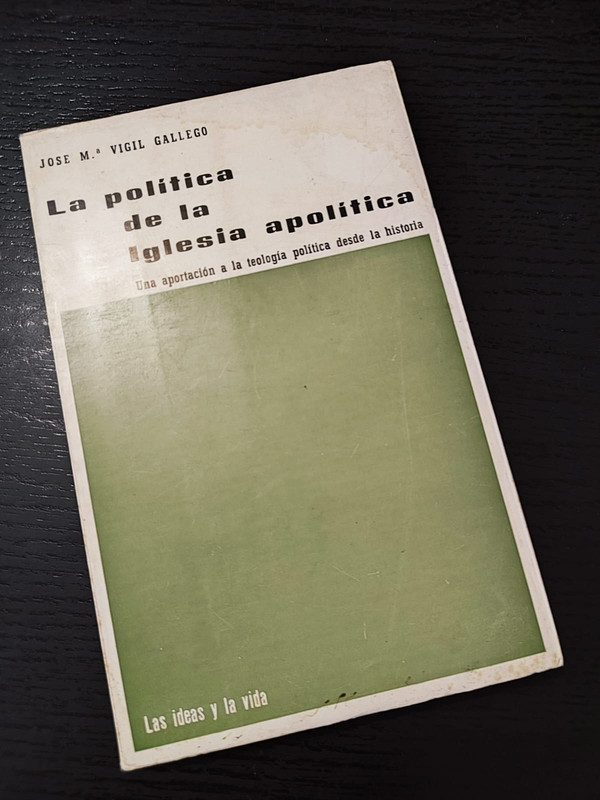 JOSE M.ª VIGIL GALLEGO
La política
de la
Iglesia apolítica
Una aportación a la teología política desde la historia
Las ideas y la vida